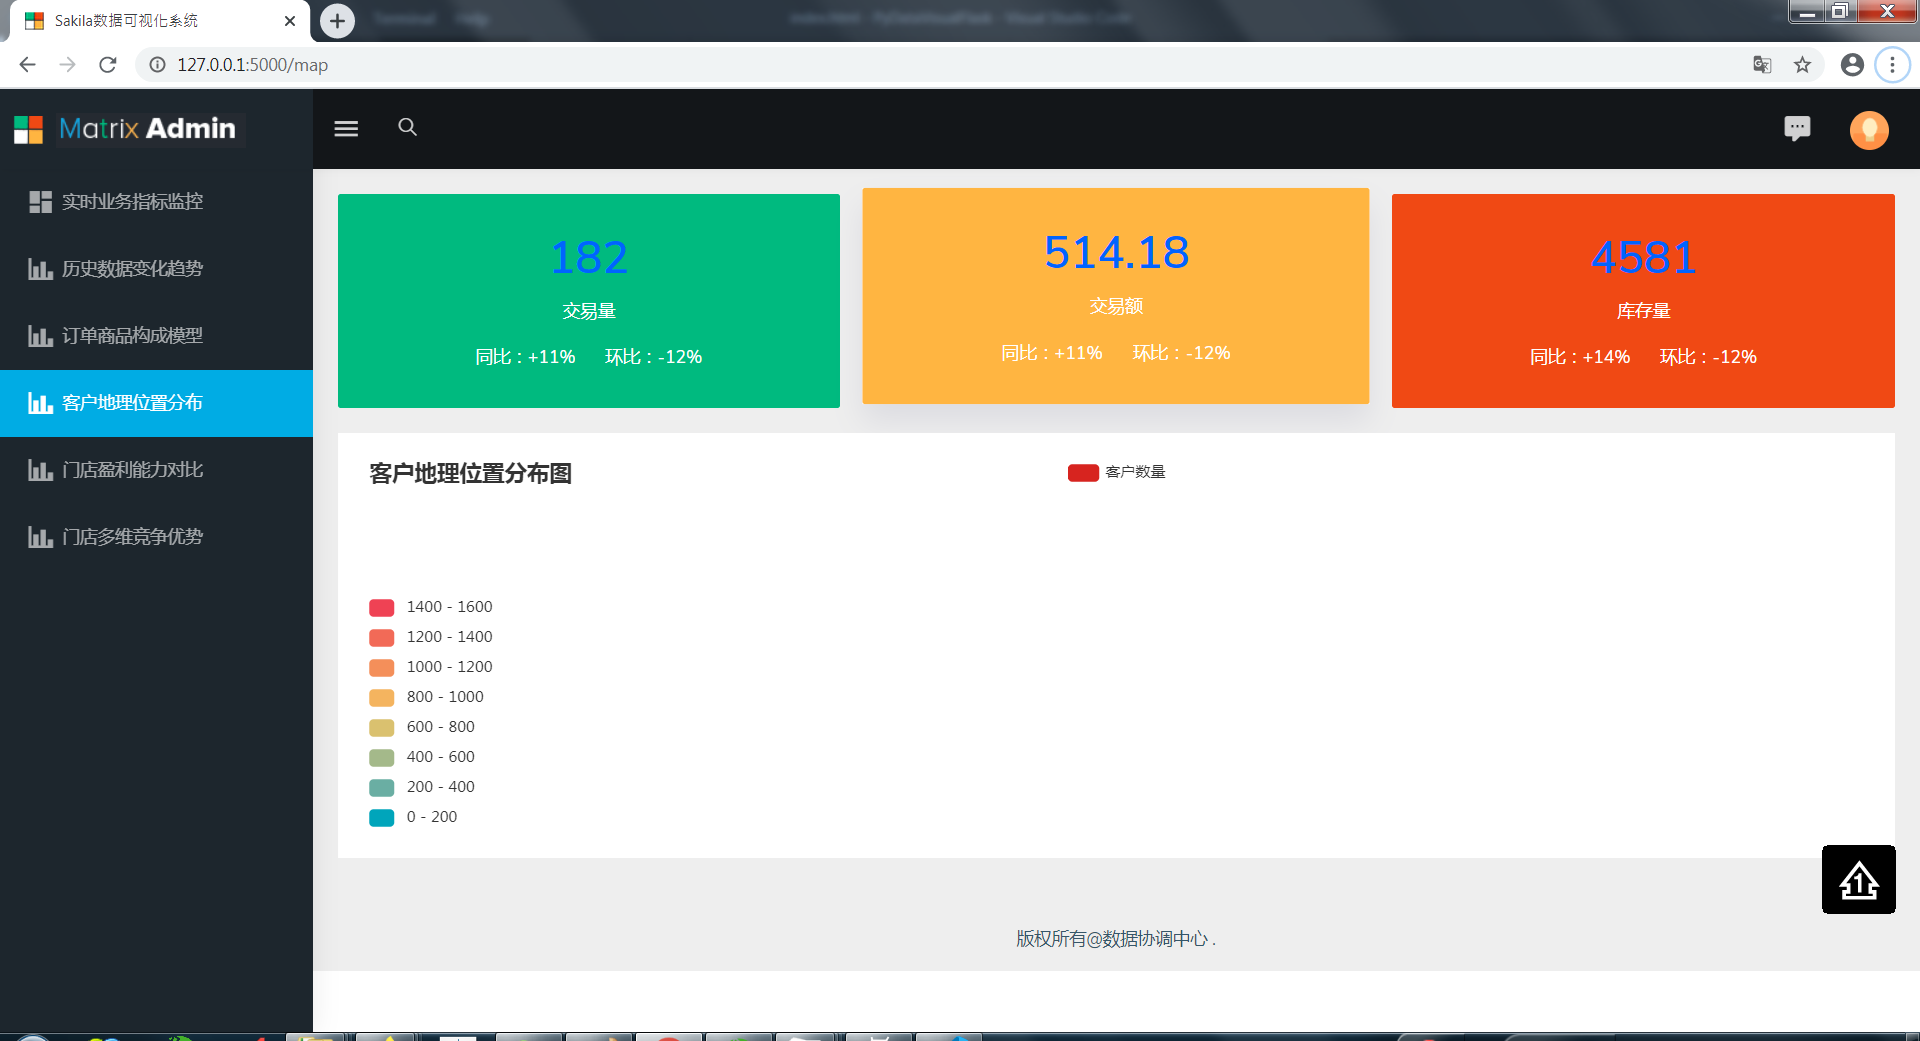 Sakila数据可视化系统
Terminal Help
127.0.0.1:5000/map
Matrix Admin
实时业务指标监控
历史数据变化趋势
订单商品构成模型
客户地理位置分布
门店盈利能力对比
门店多维竞争优势
182
交易量
同比：+11% 环比：-12%
514.18
交易额
同比：+11% 环比：-12%
4581
库存量
同比：+14% 环比：-12%
客户地理位置分布图
客户数量
1400 - 1600
1200 - 1400
1000 - 1200
800 - 1000
600 - 800
400 - 600
200 - 400
0 - 200
1
版权所有@数据协调中心 .